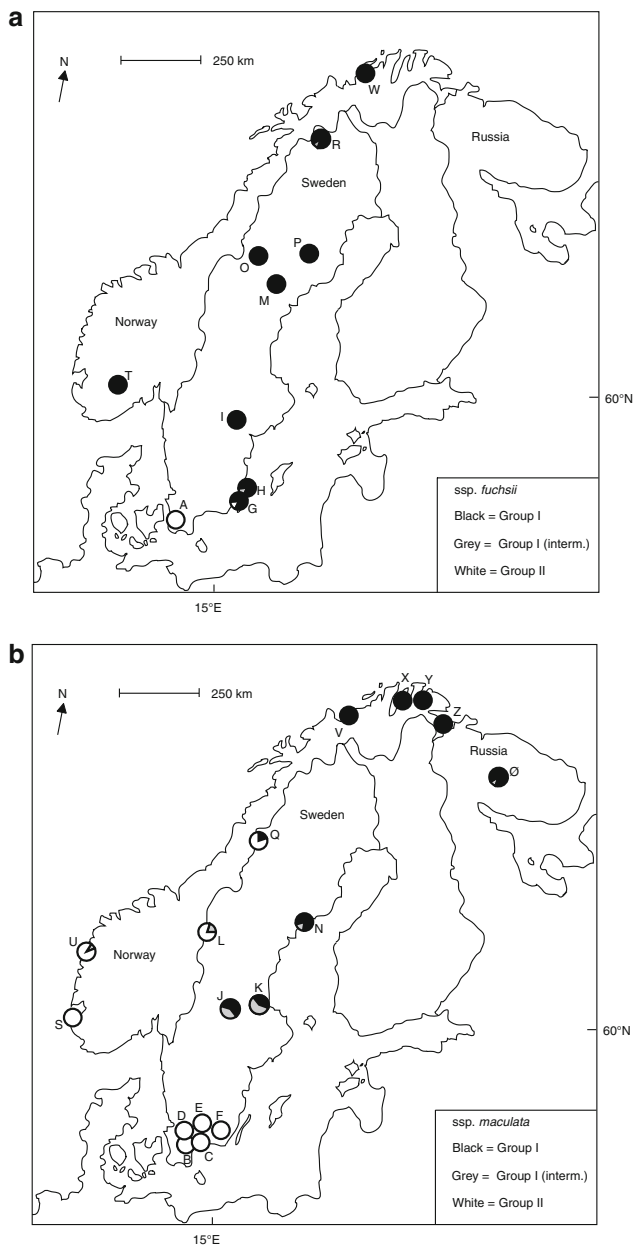 a
N
250 km
W
R
Russia
Sweden
O
P
M
Norway
T
I
60°N
H
G
A
ssp. fuchsii
Black = Group I
Grey = Group I (interm.)
White = Group II
15°E
b
N
250 km
X
Y
V
Z
Russia
Ø
Sweden
Q
N
U
L
Norway
J
K
S
60°N
D
E
F
B
C
ssp. maculata
Black = Group I
Grey = Group I (interm.)
White = Group II
15°E